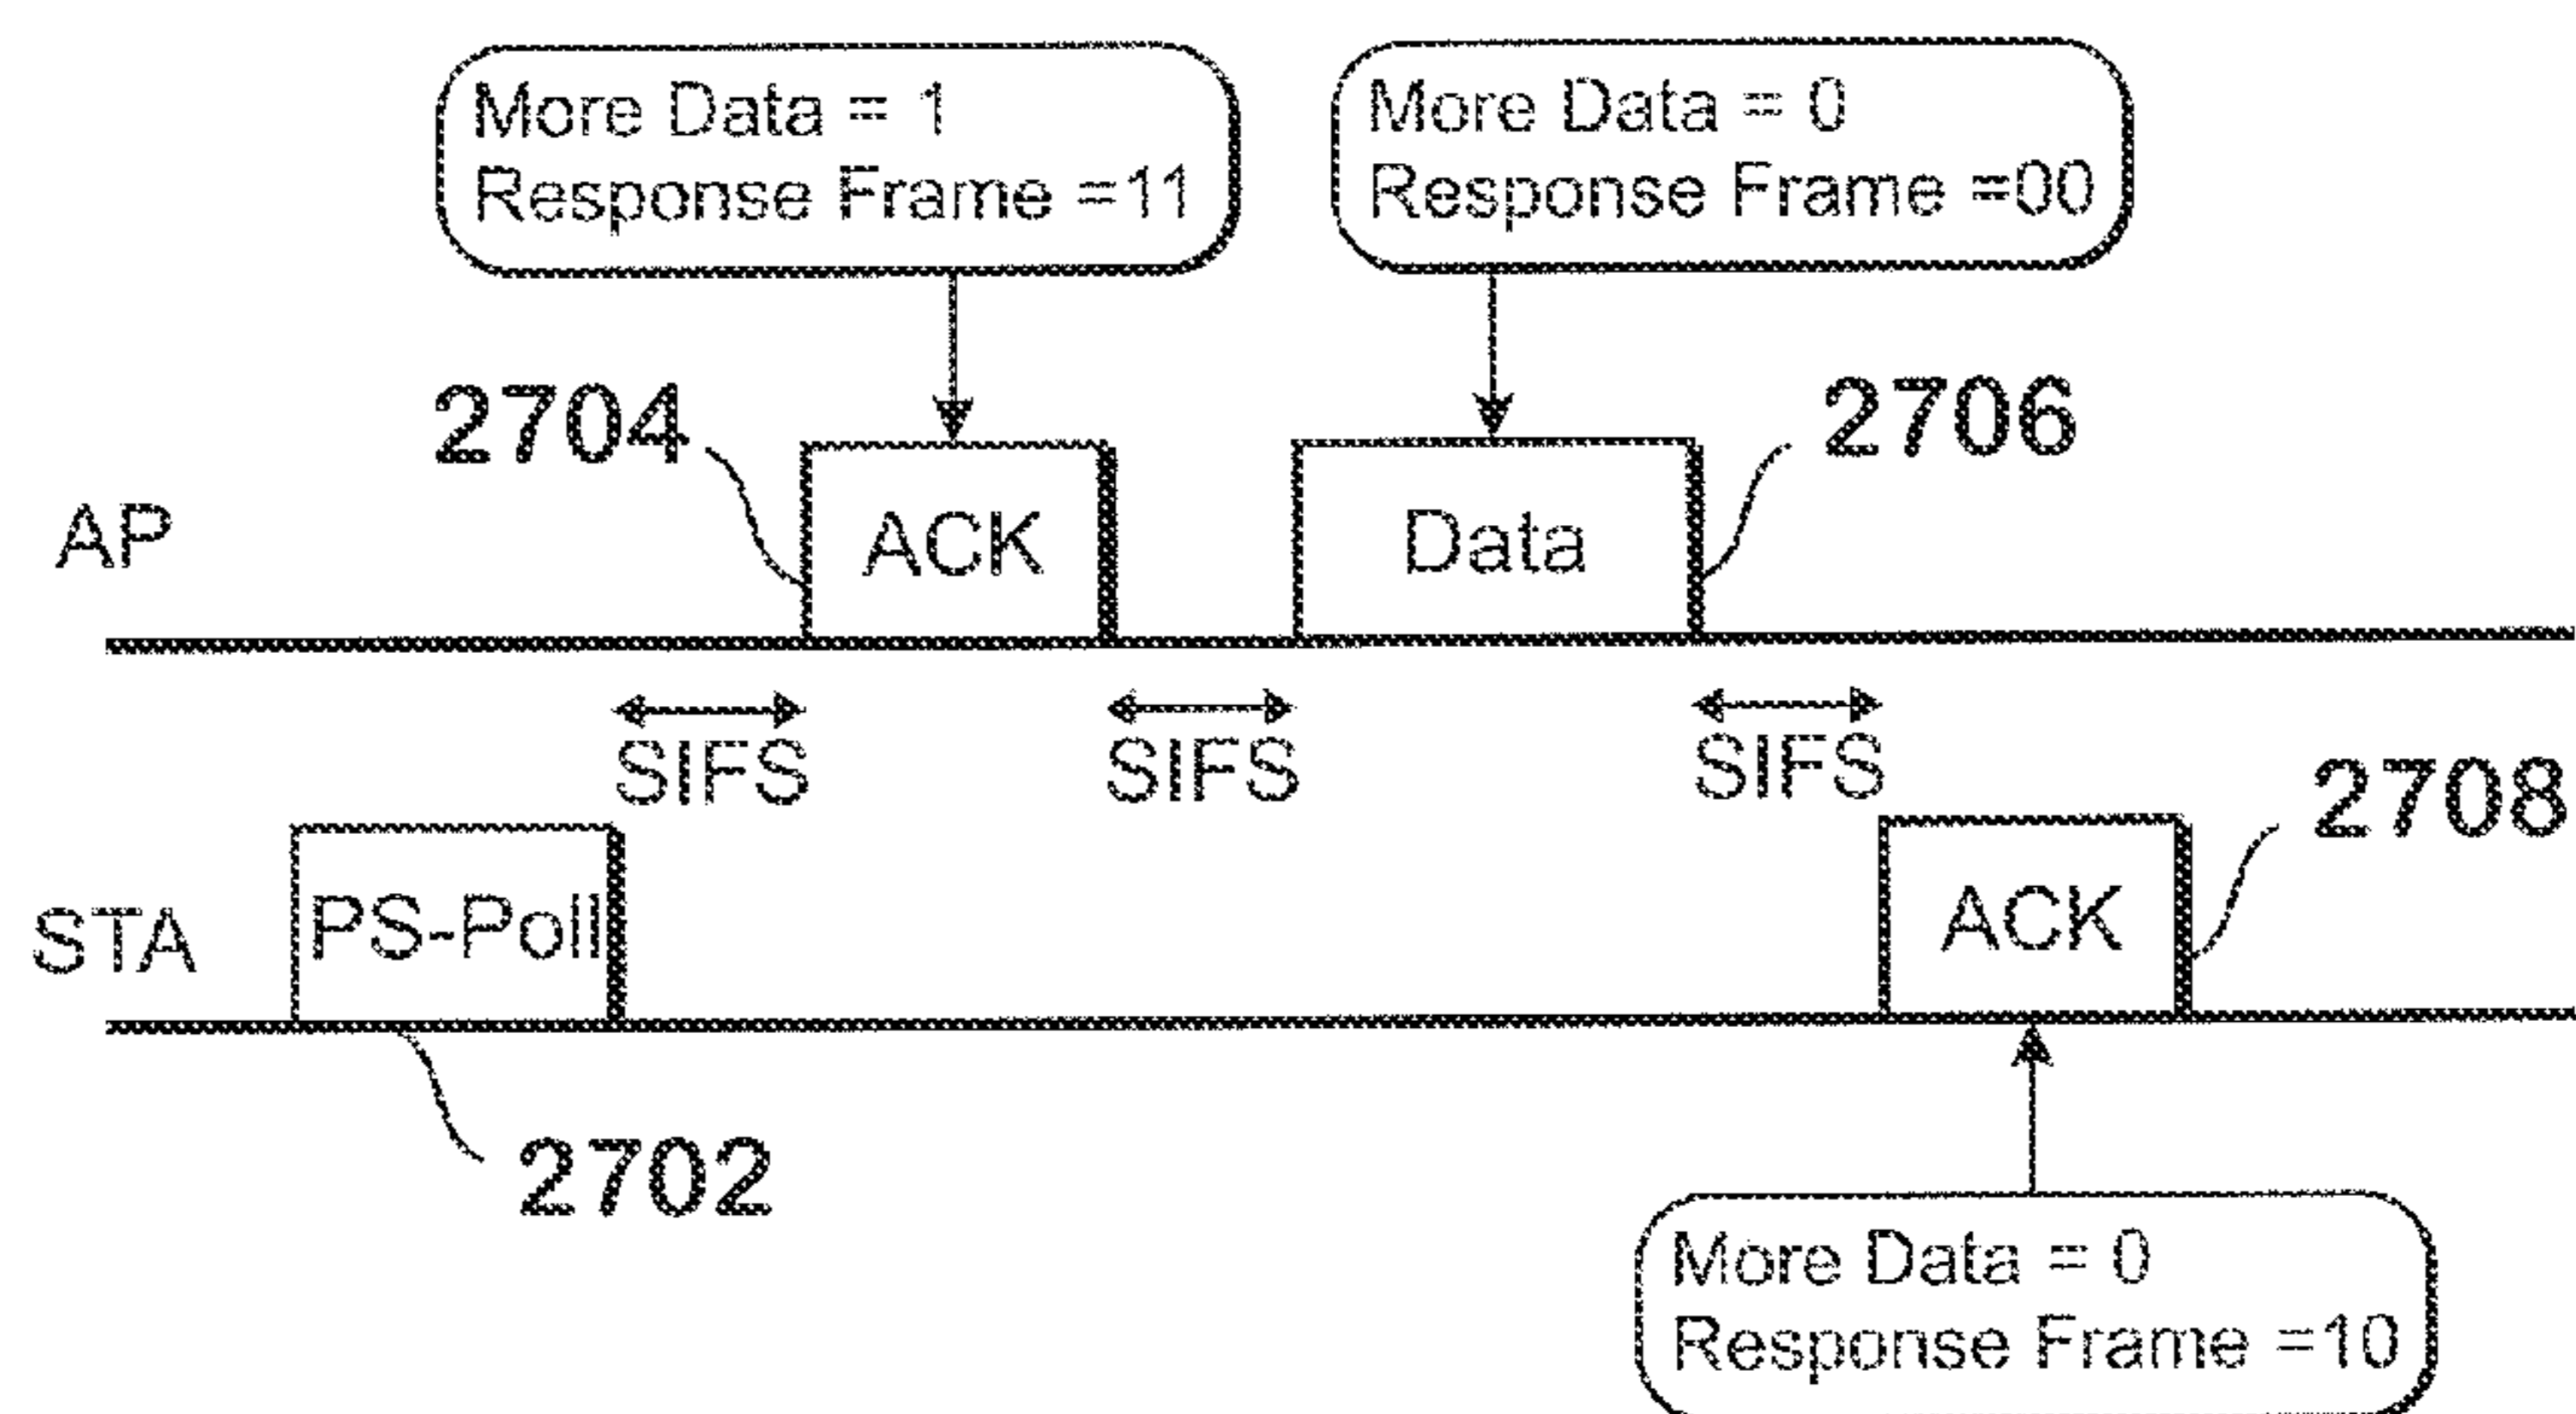 More Data = 1
Response Frame =11
More Data = 0
Response Frame =00
2704
2706
AP
ACK
Data
SIFS
SIFS
SIFS
2708
STA
PS-Poll
ACK
2702
More Data = 0
Response Frame =10